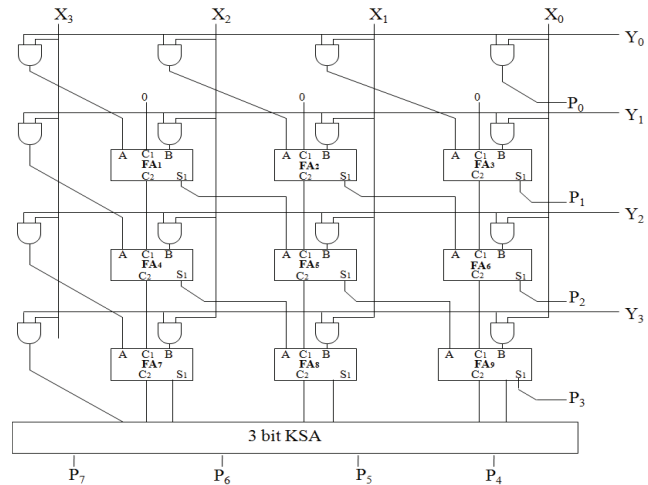 X3 X2 X1 X0
Y0
P0
0 0 0
Y1
A C1 B A C1 B A C1 B
FA1 FA2 FA3
C2 S1 C2 S1 C2 S1
P1
Y2
A C1 B A C1 B A C1 B
FA4 FA5 FA6
C2 S1 C2 S1 C2 S1
P2
Y3
A C1 B A C1 B A C1 B
FA7 FA8 FA9
C2 S1 C2 S1 C2 S1
P3
3 bit KSA
P7 P6 P5 P4